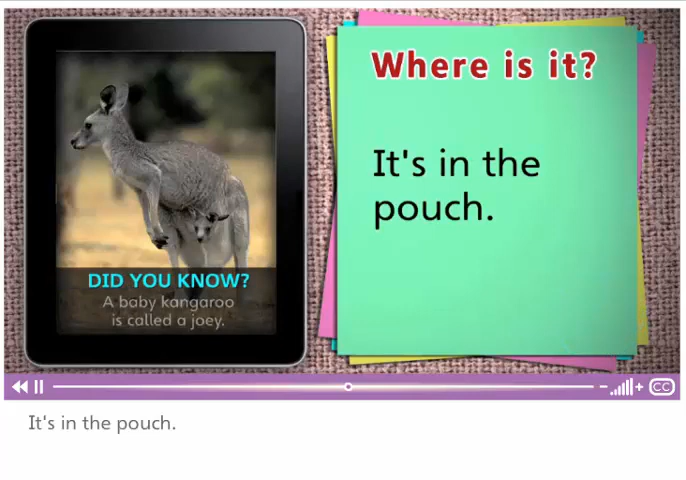 DID YOU KNOW?
A baby kangaroo
is called a joey.
Where is it?
It's in the
pouch.
CC
It's in the pouch.